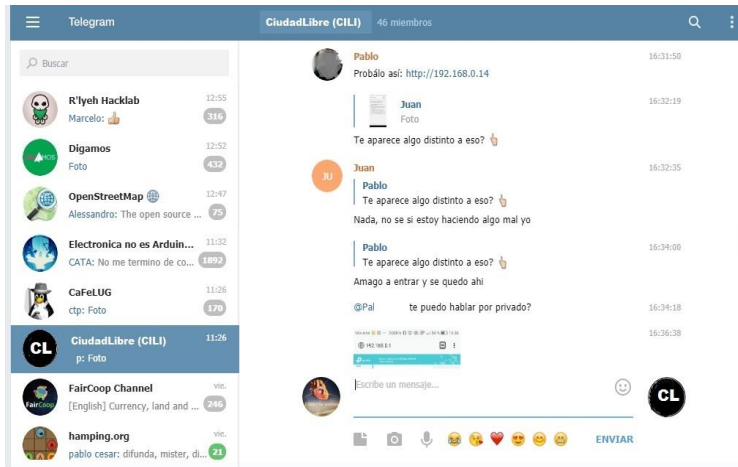 Telegram
CiudadLibre (CILI) 46 miembros
Buscar
R'lyeh Hacklab 12:55
Marcelo: 👍 316
Digamos 12:52
Foto 432
OpenStreetMap 🌐 12:47
Alessandro: The open source ... 75
Electronica no es Arduin... 11:32
CATA: No me termino de co... 1892
CaFeLUG 11:26
ctp: Foto 170
CL
CiudadLibre (CILI) 11:26
p: Foto
FairCoop
FairCoop Channel vie.
[English] Currency, land and ... 246
hamping.org vie.
pablo cesar: difunda, mister, di... 21
Pablo 16:31:50
Probálo así: http://192.168.0.14
Juan 16:32:19
Foto
Te aparece algo distinto a eso? 👆
JU
Juan 16:32:35
Pablo
Te aparece algo distinto a eso? 👆
Nada, no se si estoy haciendo algo mal yo
Pablo 16:34:00
Te aparece algo distinto a eso? 👆
Amago a entrar y se quedo ahi
@Pal te puedo hablar por privado? 16:34:18
16:36:38
192.168.0.1
Escribe un mensaje...
CL
ENVIAR